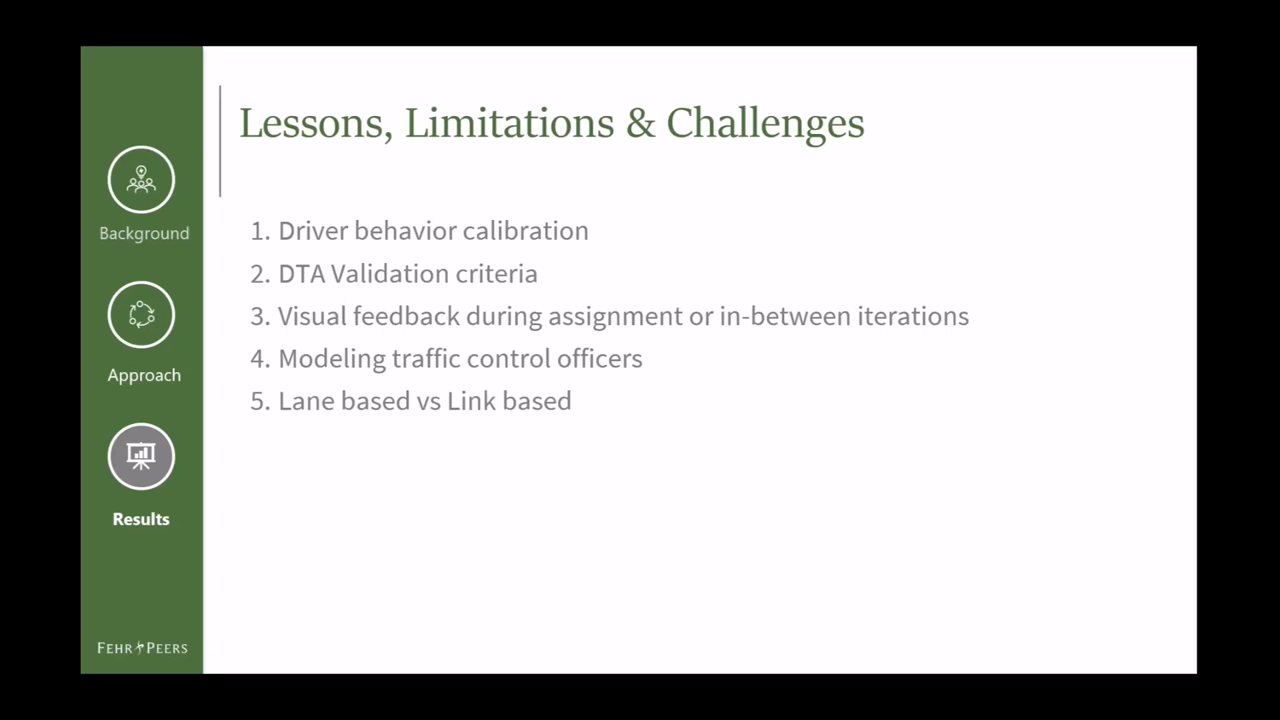 Lessons, Limitations & Challenges
Background
Approach
Results
1. Driver behavior calibration
2. DTA Validation criteria
3. Visual feedback during assignment or in-between iterations
4. Modeling traffic control officers
5. Lane based vs Link based
FEHR PEERS